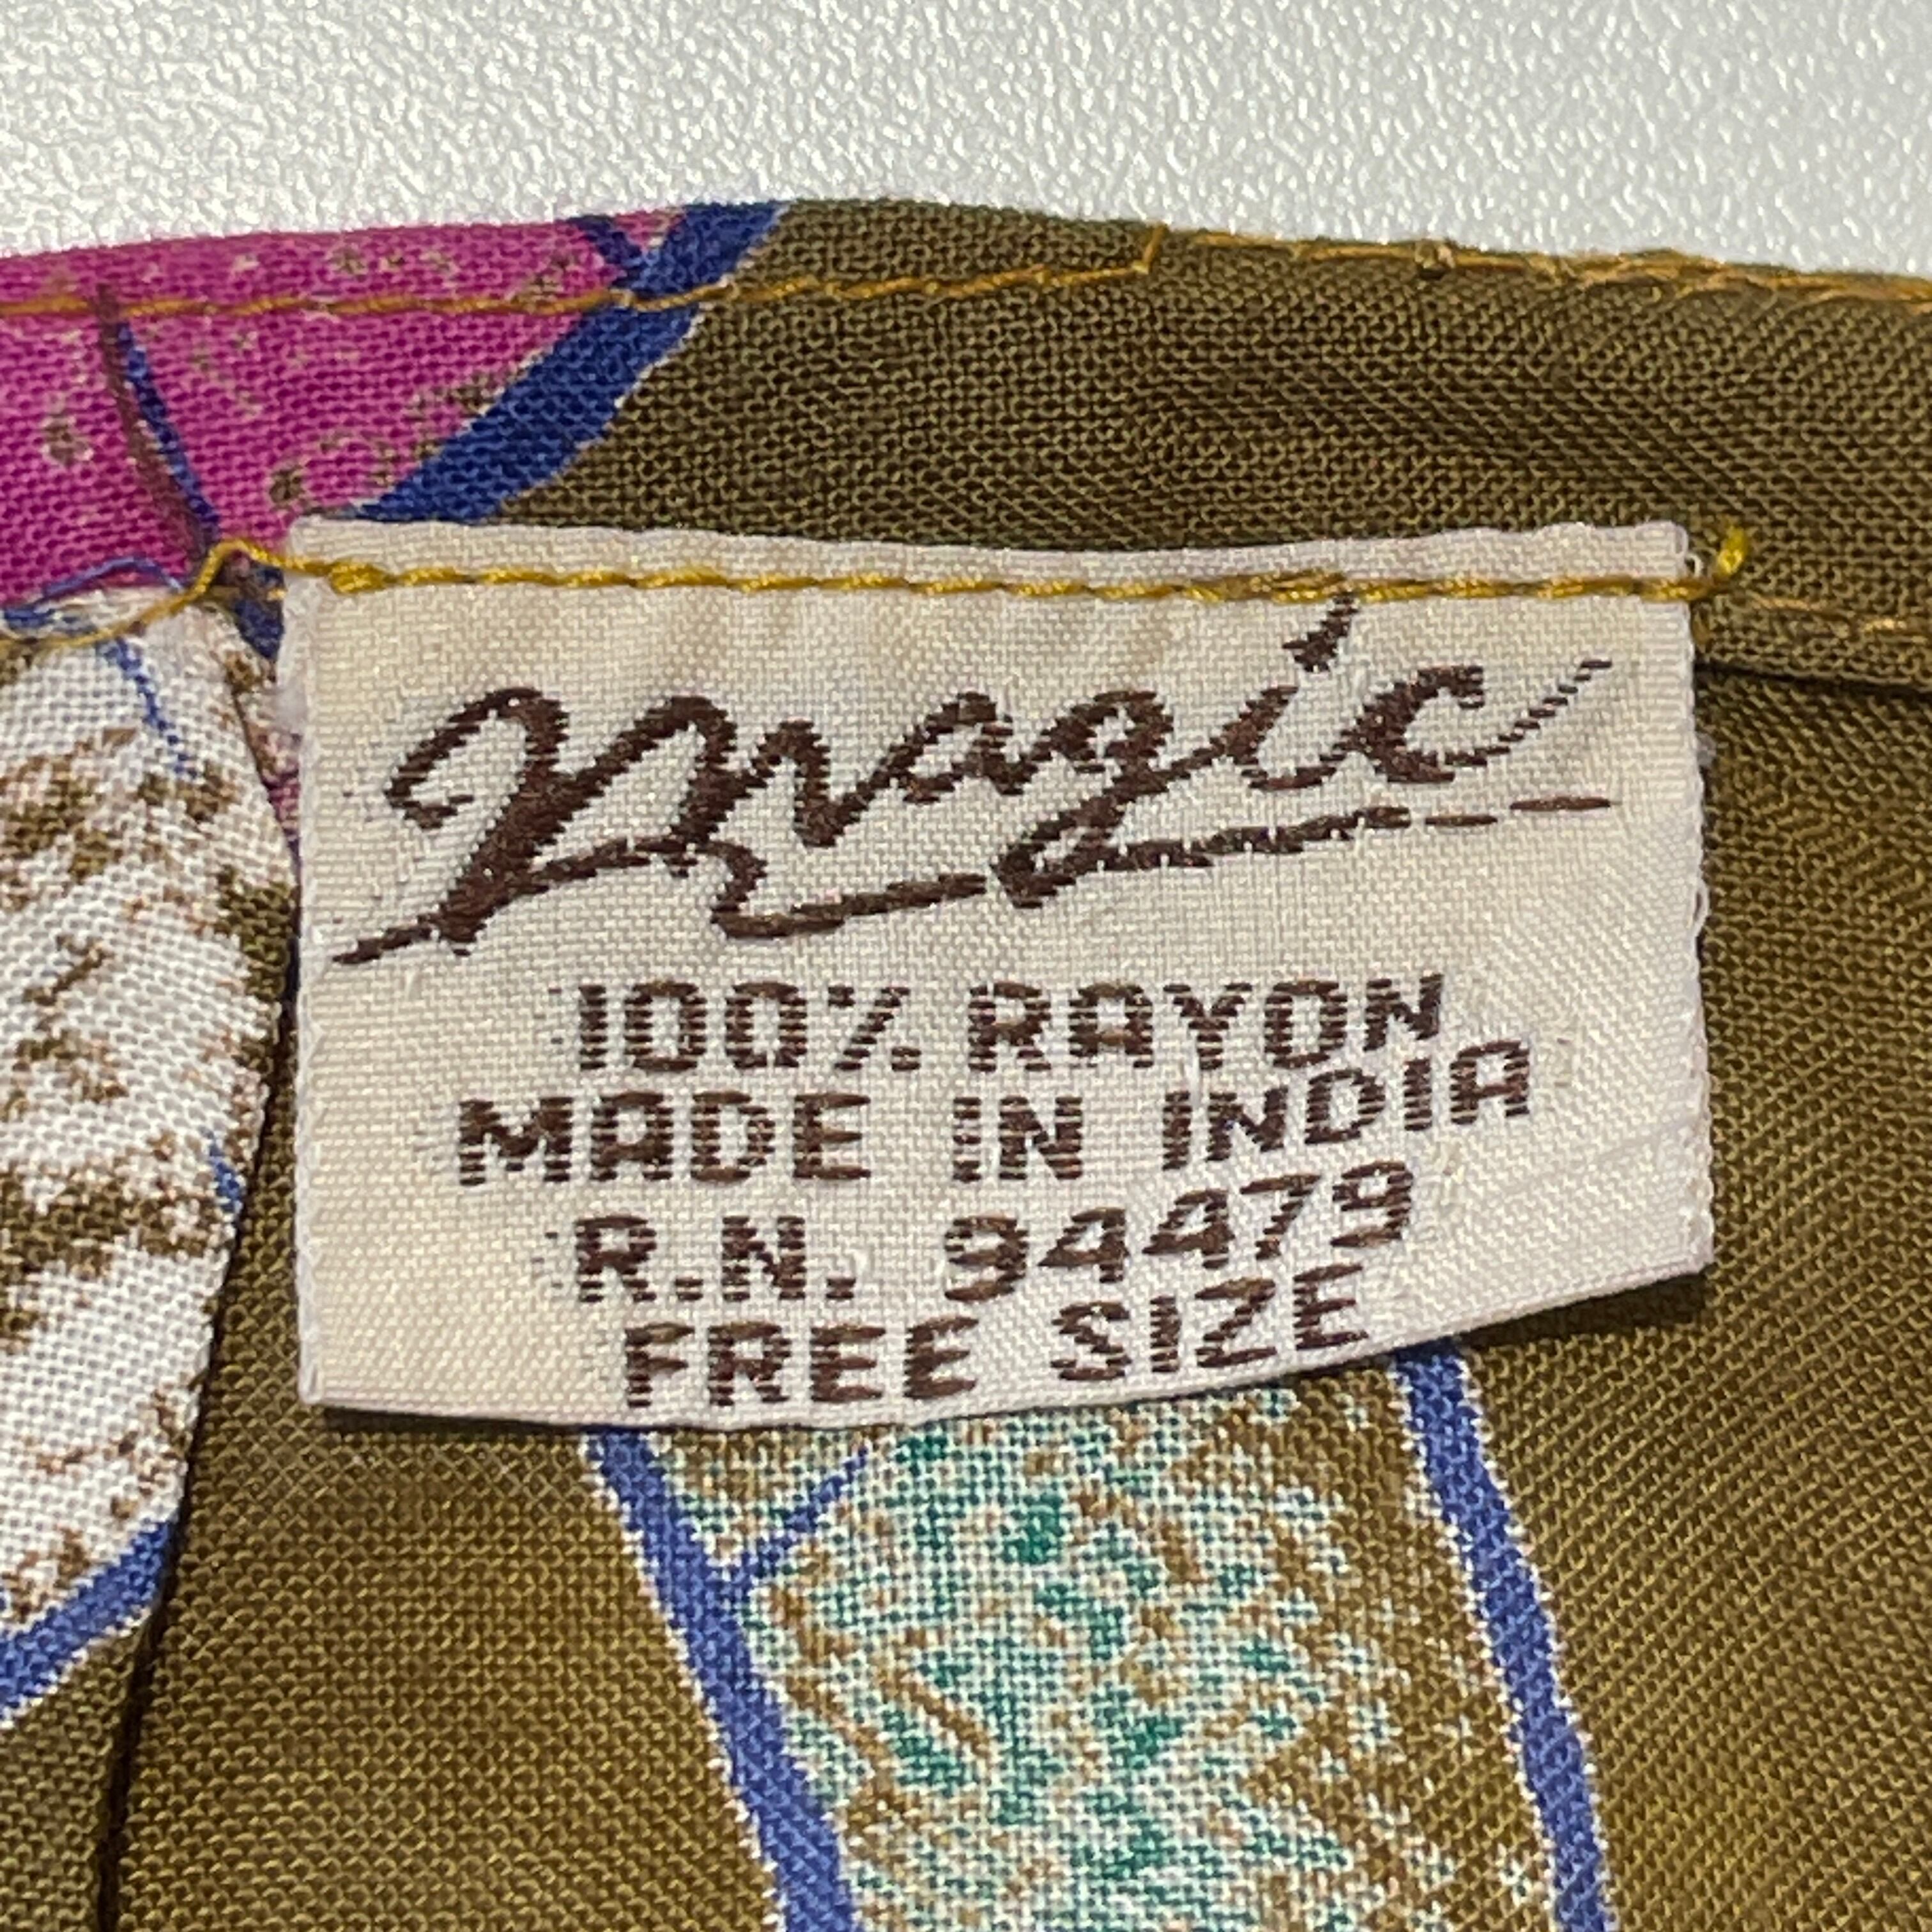 magic
100% RAYON
MADE IN INDIA
R.N. 94479
FREE SIZE